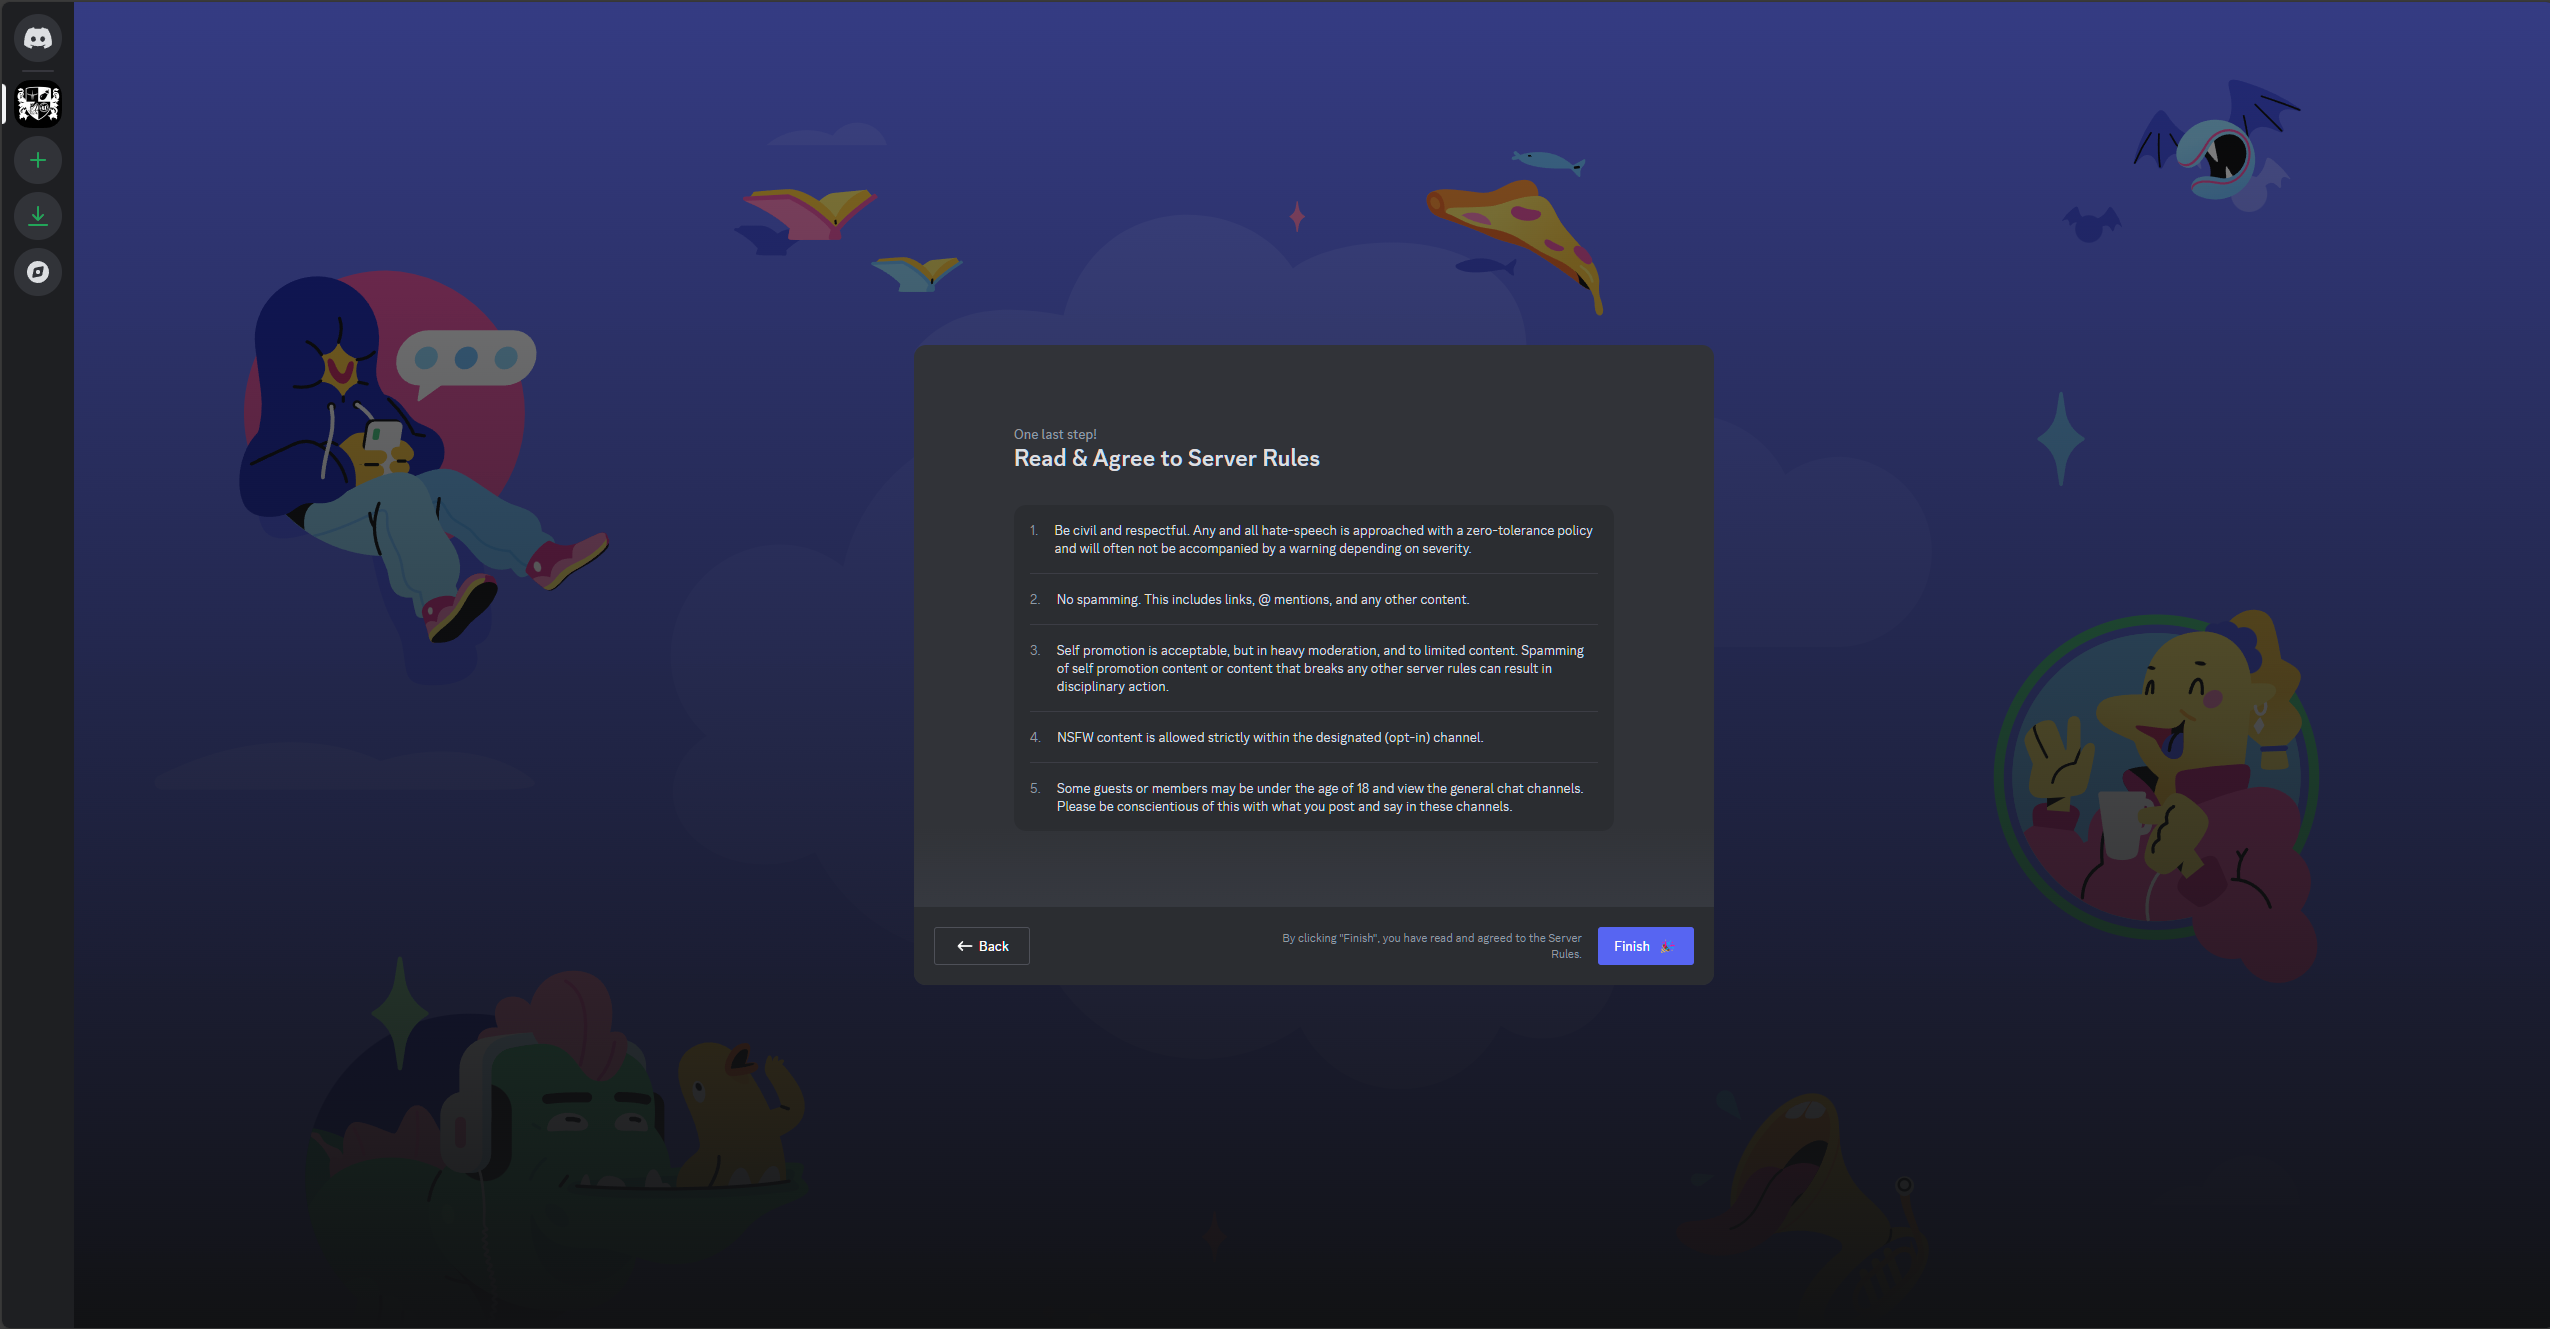 One last step!
Read & Agree to Server Rules
1. Be civil and respectful. Any and all hate-speech is approached with a zero-tolerance policy
and will often not be accompanied by a warning depending on severity.
2. No spamming. This includes links, @ mentions, and any other content.
3. Self promotion is acceptable, but in heavy moderation, and to limited content. Spamming
of self promotion content or content that breaks any other server rules can result in
disciplinary action.
4. NSFW content is allowed strictly within the designated (opt-in) channel.
5. Some guests or members may be under the age of 18 and view the general chat channels.
Please be conscientious of this with what you post and say in these channels.
Back
By clicking "Finish", you have read and agreed to the Server
Rules.
Finish